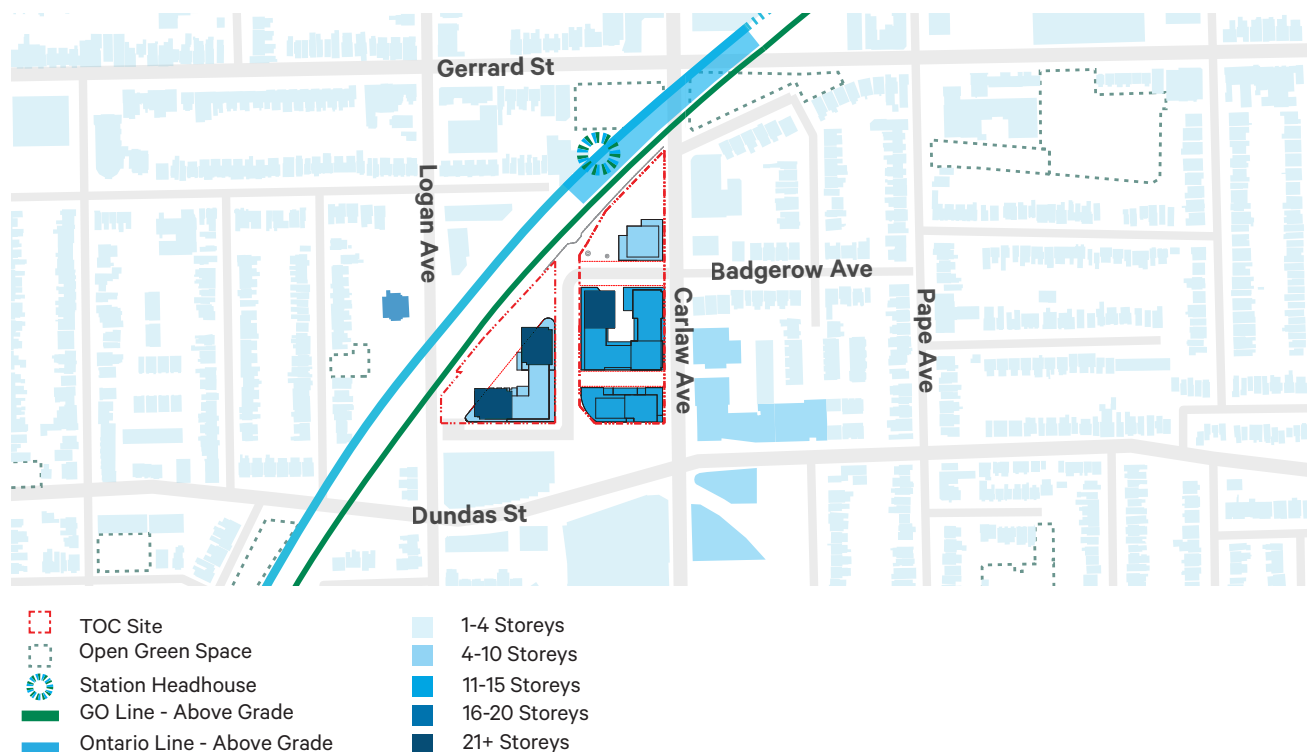 Gerrard St
Logan Ave
Badgerow Ave
Carlaw Ave
Pape Ave
Dundas St
TOC Site
Open Green Space
Station Headhouse
GO Line - Above Grade
Ontario Line - Above Grade
1-4 Storeys
4-10 Storeys
11-15 Storeys
16-20 Storeys
21+ Storeys